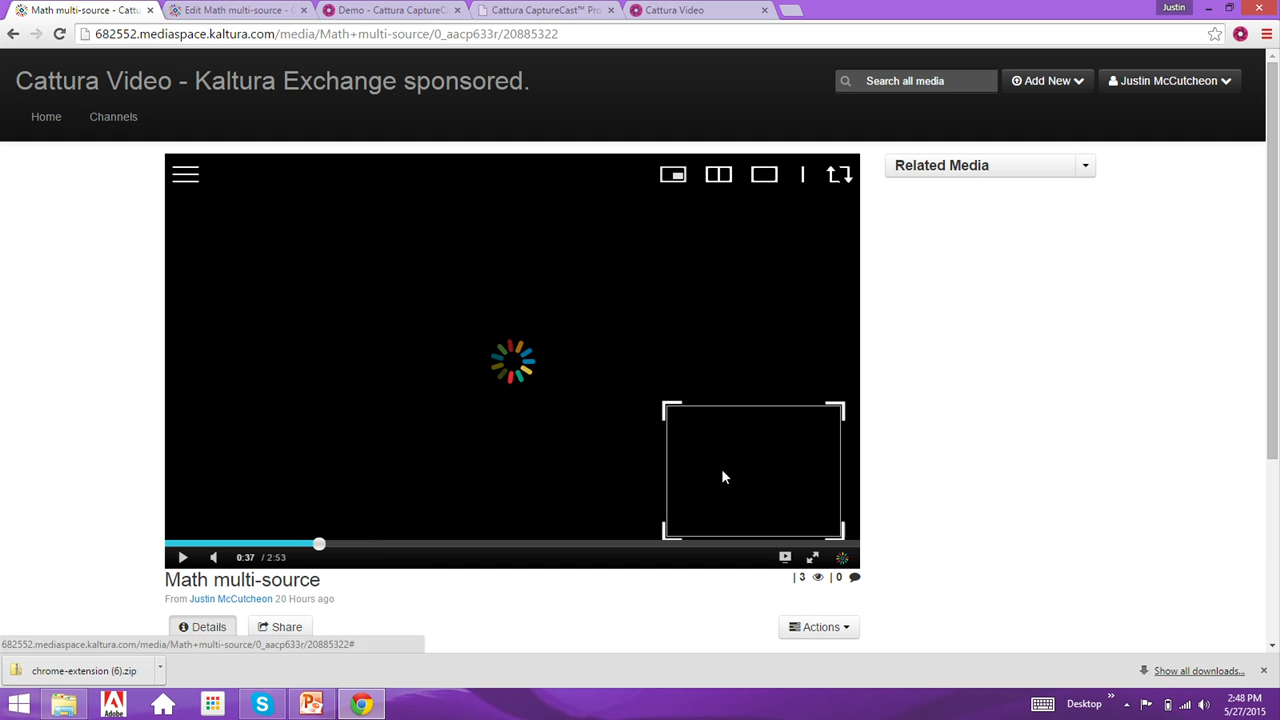 Math multi-source - Cattu
Edit Math multi-source -
Demo - Cattura CaptureC
Cattura CaptureCast™ Pro
Cattura Video
Justin
682552.mediaspace.kaltura.com/media/Math+multi-source/0_aacp633r/20885322
Cattura Video - Kaltura Exchange sponsored.
Search all media
Add New
Justin McCutcheon
Home
Channels
Related Media
0:37 / 2:53
Math multi-source
| 3 | 0
From Justin McCutcheon 20 Hours ago
Details
Share
Actions
682552.mediaspace.kaltura.com/media/Math+multi-source/0_aacp633r/20885322#
chrome-extension (6).zip
Show all downloads...
Adobe
S
P
Desktop
2:48 PM
5/27/2015